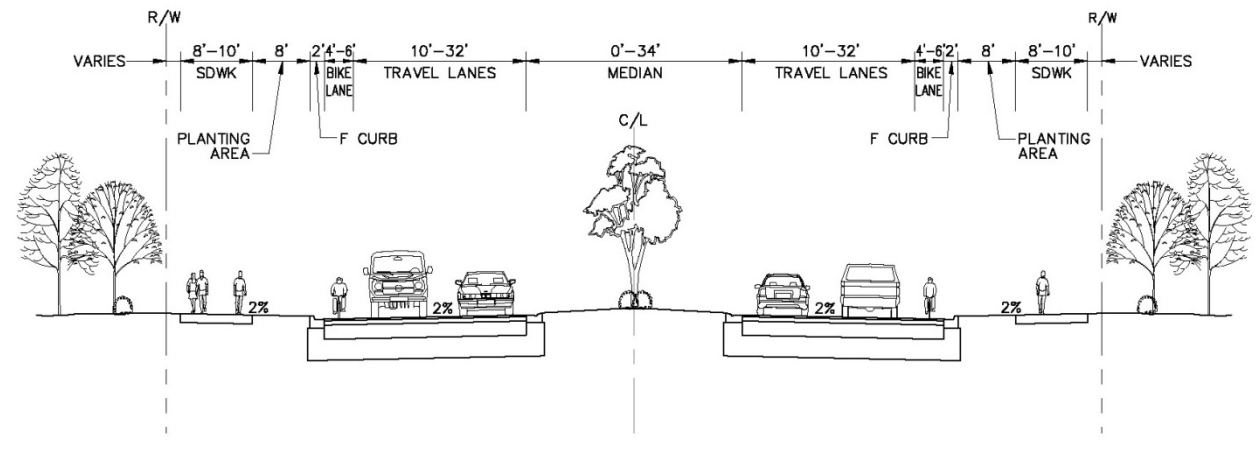 R/W
R/W
VARIES
8'-10'
SDWK
8'
2'
4'-6'
BIKE
LANE
10'-32'
TRAVEL LANES
0'-34'
MEDIAN
10'-32'
TRAVEL LANES
4'-6'
BIKE
LANE
2'
8'
8'-10'
SDWK
VARIES
PLANTING
AREA
F CURB
C/L
F CURB
PLANTING
AREA
2%
2%
2%
2%